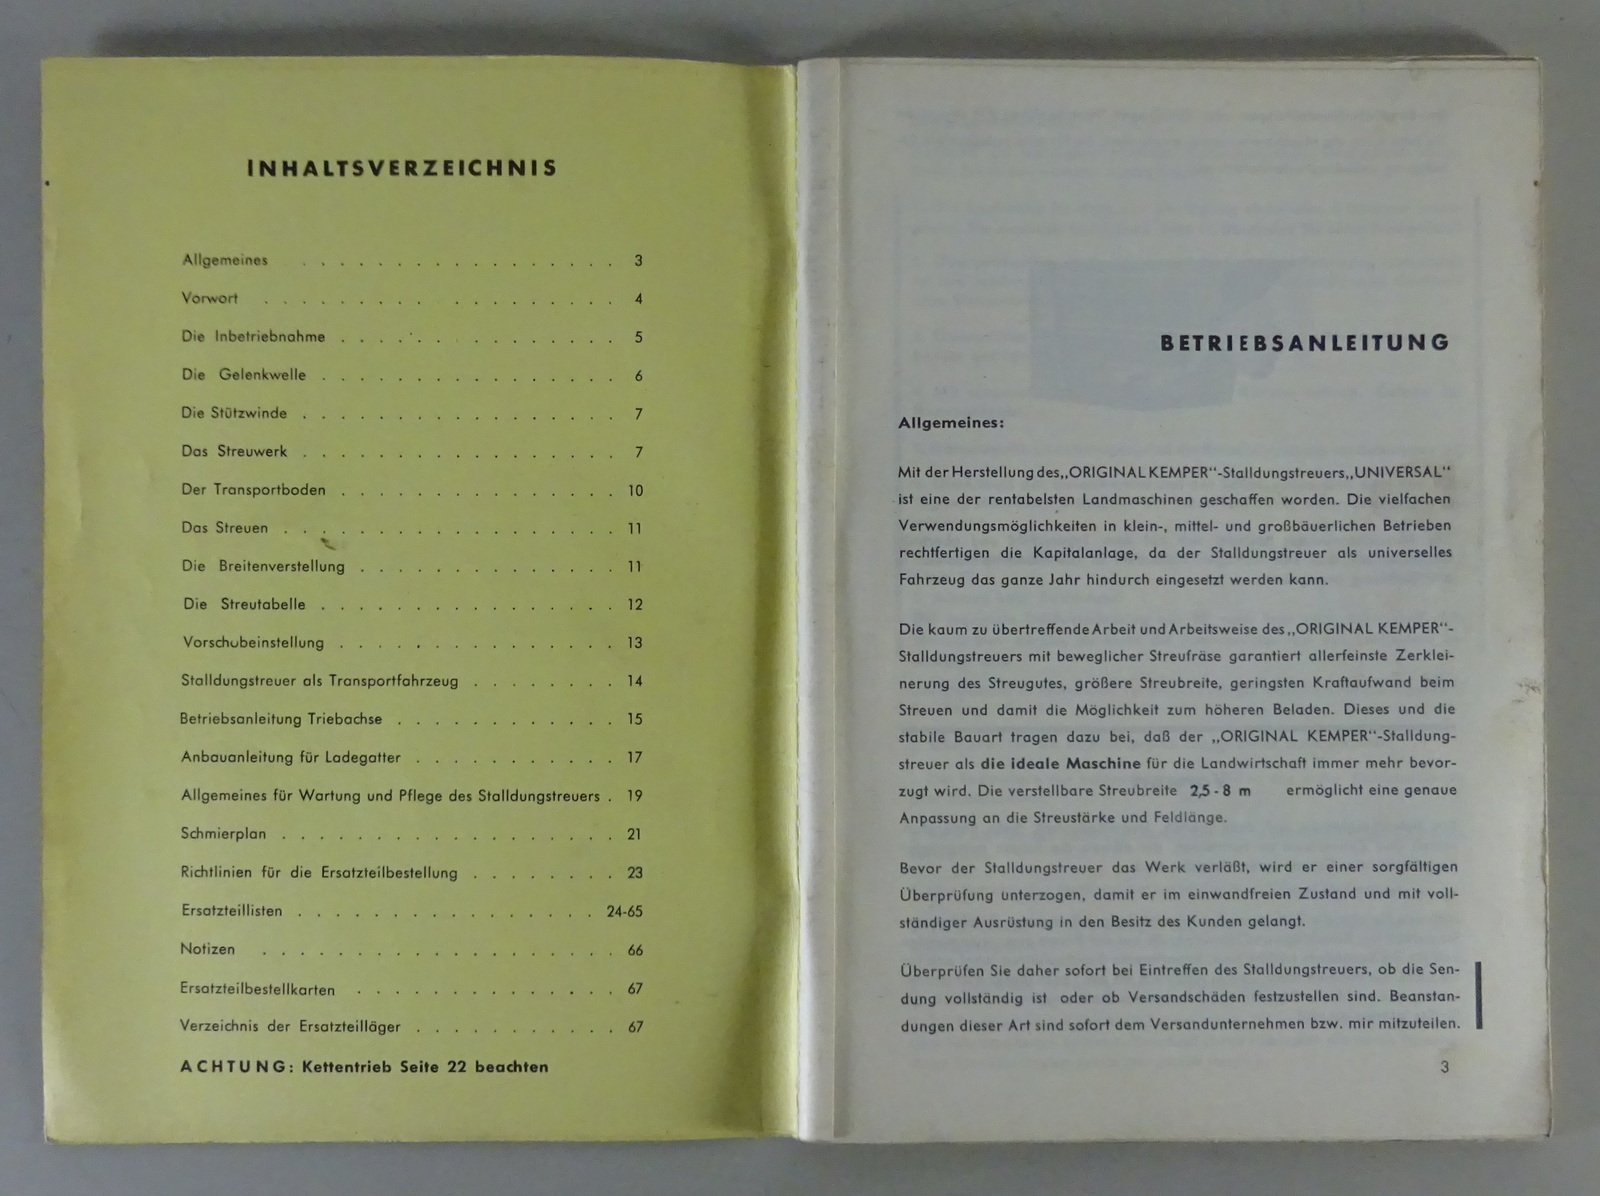 INHALTSVERZEICHNIS
Allgemeines . . . . . . . . . . . . . . . . . 3
Vorwort . . . . . . . . . . . . . . . . . . 4
Die Inbetriebnahme . . . . . . . . . . . . . . . 5
Die Gelenkwelle . . . . . . . . . . . . . . . . 6
Die Stützwinde . . . . . . . . . . . . . . . . . 7
Das Streuwerk . . . . . . . . . . . . . . . . . 7
Der Transportboden . . . . . . . . . . . . . . . 10
Das Streuen . . . . . . . . . . . . . . . . . . 11
Die Breitenverstellung . . . . . . . . . . . . . . 11
Die Streutabelle . . . . . . . . . . . . . . . . 12
Vorschubeinstellung . . . . . . . . . . . . . . . 13
Stalldungstreuer als Transportfahrzeug . . . . . . . . 14
Betriebsanleitung Triebachse . . . . . . . . . . . . 15
Anbauanleitung für Ladegatter . . . . . . . . . . . 17
Allgemeines für Wartung und Pflege des Stalldungstreuers . 19
Schmierplan . . . . . . . . . . . . . . . . . . 21
Richtlinien für die Ersatzteilbestellung . . . . . . . . 23
Ersatzteillisten . . . . . . . . . . . . . . . . 24-65
Notizen . . . . . . . . . . . . . . . . . . . 66
Ersatzteilbestellkarten . . . . . . . . . . . . . . 67
Verzeichnis der Ersatzteilläger . . . . . . . . . . . 67
ACHTUNG: Kettentrieb Seite 22 beachten
BETRIEBSANLEITUNG
Allgemeines:
Mit der Herstellung des „ORIGINAL KEMPER“-Stalldungstreuers „UNIVERSAL“
ist eine der rentabelsten Landmaschinen geschaffen worden. Die vielfachen
Verwendungsmöglichkeiten in klein-, mittel- und großbäuerlichen Betrieben
rechtfertigen die Kapitalanlage, da der Stalldungstreuer als universelles
Fahrzeug das ganze Jahr hindurch eingesetzt werden kann.
Die kaum zu übertreffende Arbeit und Arbeitsweise des „ORIGINAL KEMPER“-
Stalldungstreuers mit beweglicher Streufräse garantiert allerfeinste Zerklei-
nerung des Streugutes, größere Streubreite, geringsten Kraftaufwand beim
Streuen und damit die Möglichkeit zum höheren Beladen. Dieses und die
stabile Bauart tragen dazu bei, daß der „ORIGINAL KEMPER“-Stalldung-
streuer als die ideale Maschine für die Landwirtschaft immer mehr bevor-
zugt wird. Die verstellbare Streubreite 2,5 - 8 m ermöglicht eine genaue
Anpassung an die Streustärke und Feldlänge.
Bevor der Stalldungstreuer das Werk verläßt, wird er einer sorgfältigen
Überprüfung unterzogen, damit er im einwandfreien Zustand und mit voll-
ständiger Ausrüstung in den Besitz des Kunden gelangt.
Überprüfen Sie daher sofort bei Eintreffen des Stalldungstreuers, ob die Sen-
dung vollständig ist oder ob Versandschäden festzustellen sind. Beanstan-
dungen dieser Art sind sofort dem Versandunternehmen bzw. mir mitzuteilen.
3